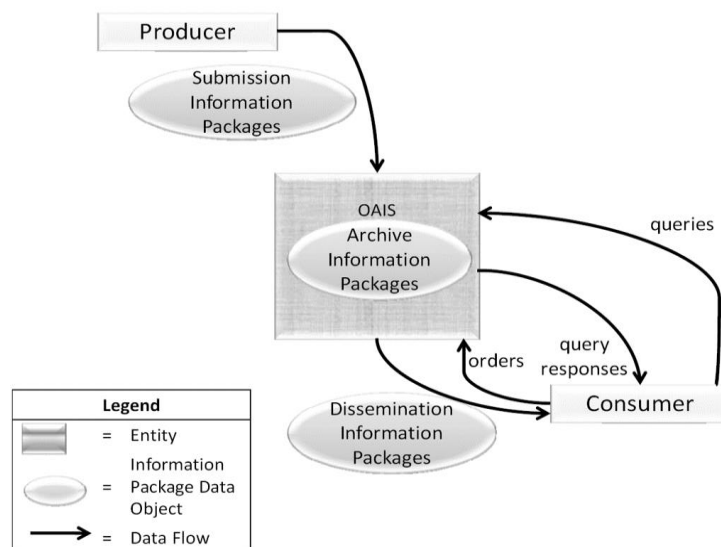 Producer
Submission
Information
Packages
OAIS
Archive
Information
Packages
queries
query
responses
orders
Consumer
Dissemination
Information
Packages
Legend
= Entity
Information
= Package Data
Object
= Data Flow